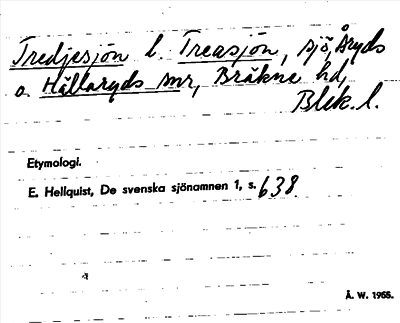 Tredjesjön l. Treasjön, sjö, Åryds
o. Hällaryds snr, Bräkne hd,
Blek. l.
Etymologi.
E. Hellquist, De svenska sjönamnen 1, s. 638
Å. W. 1965.